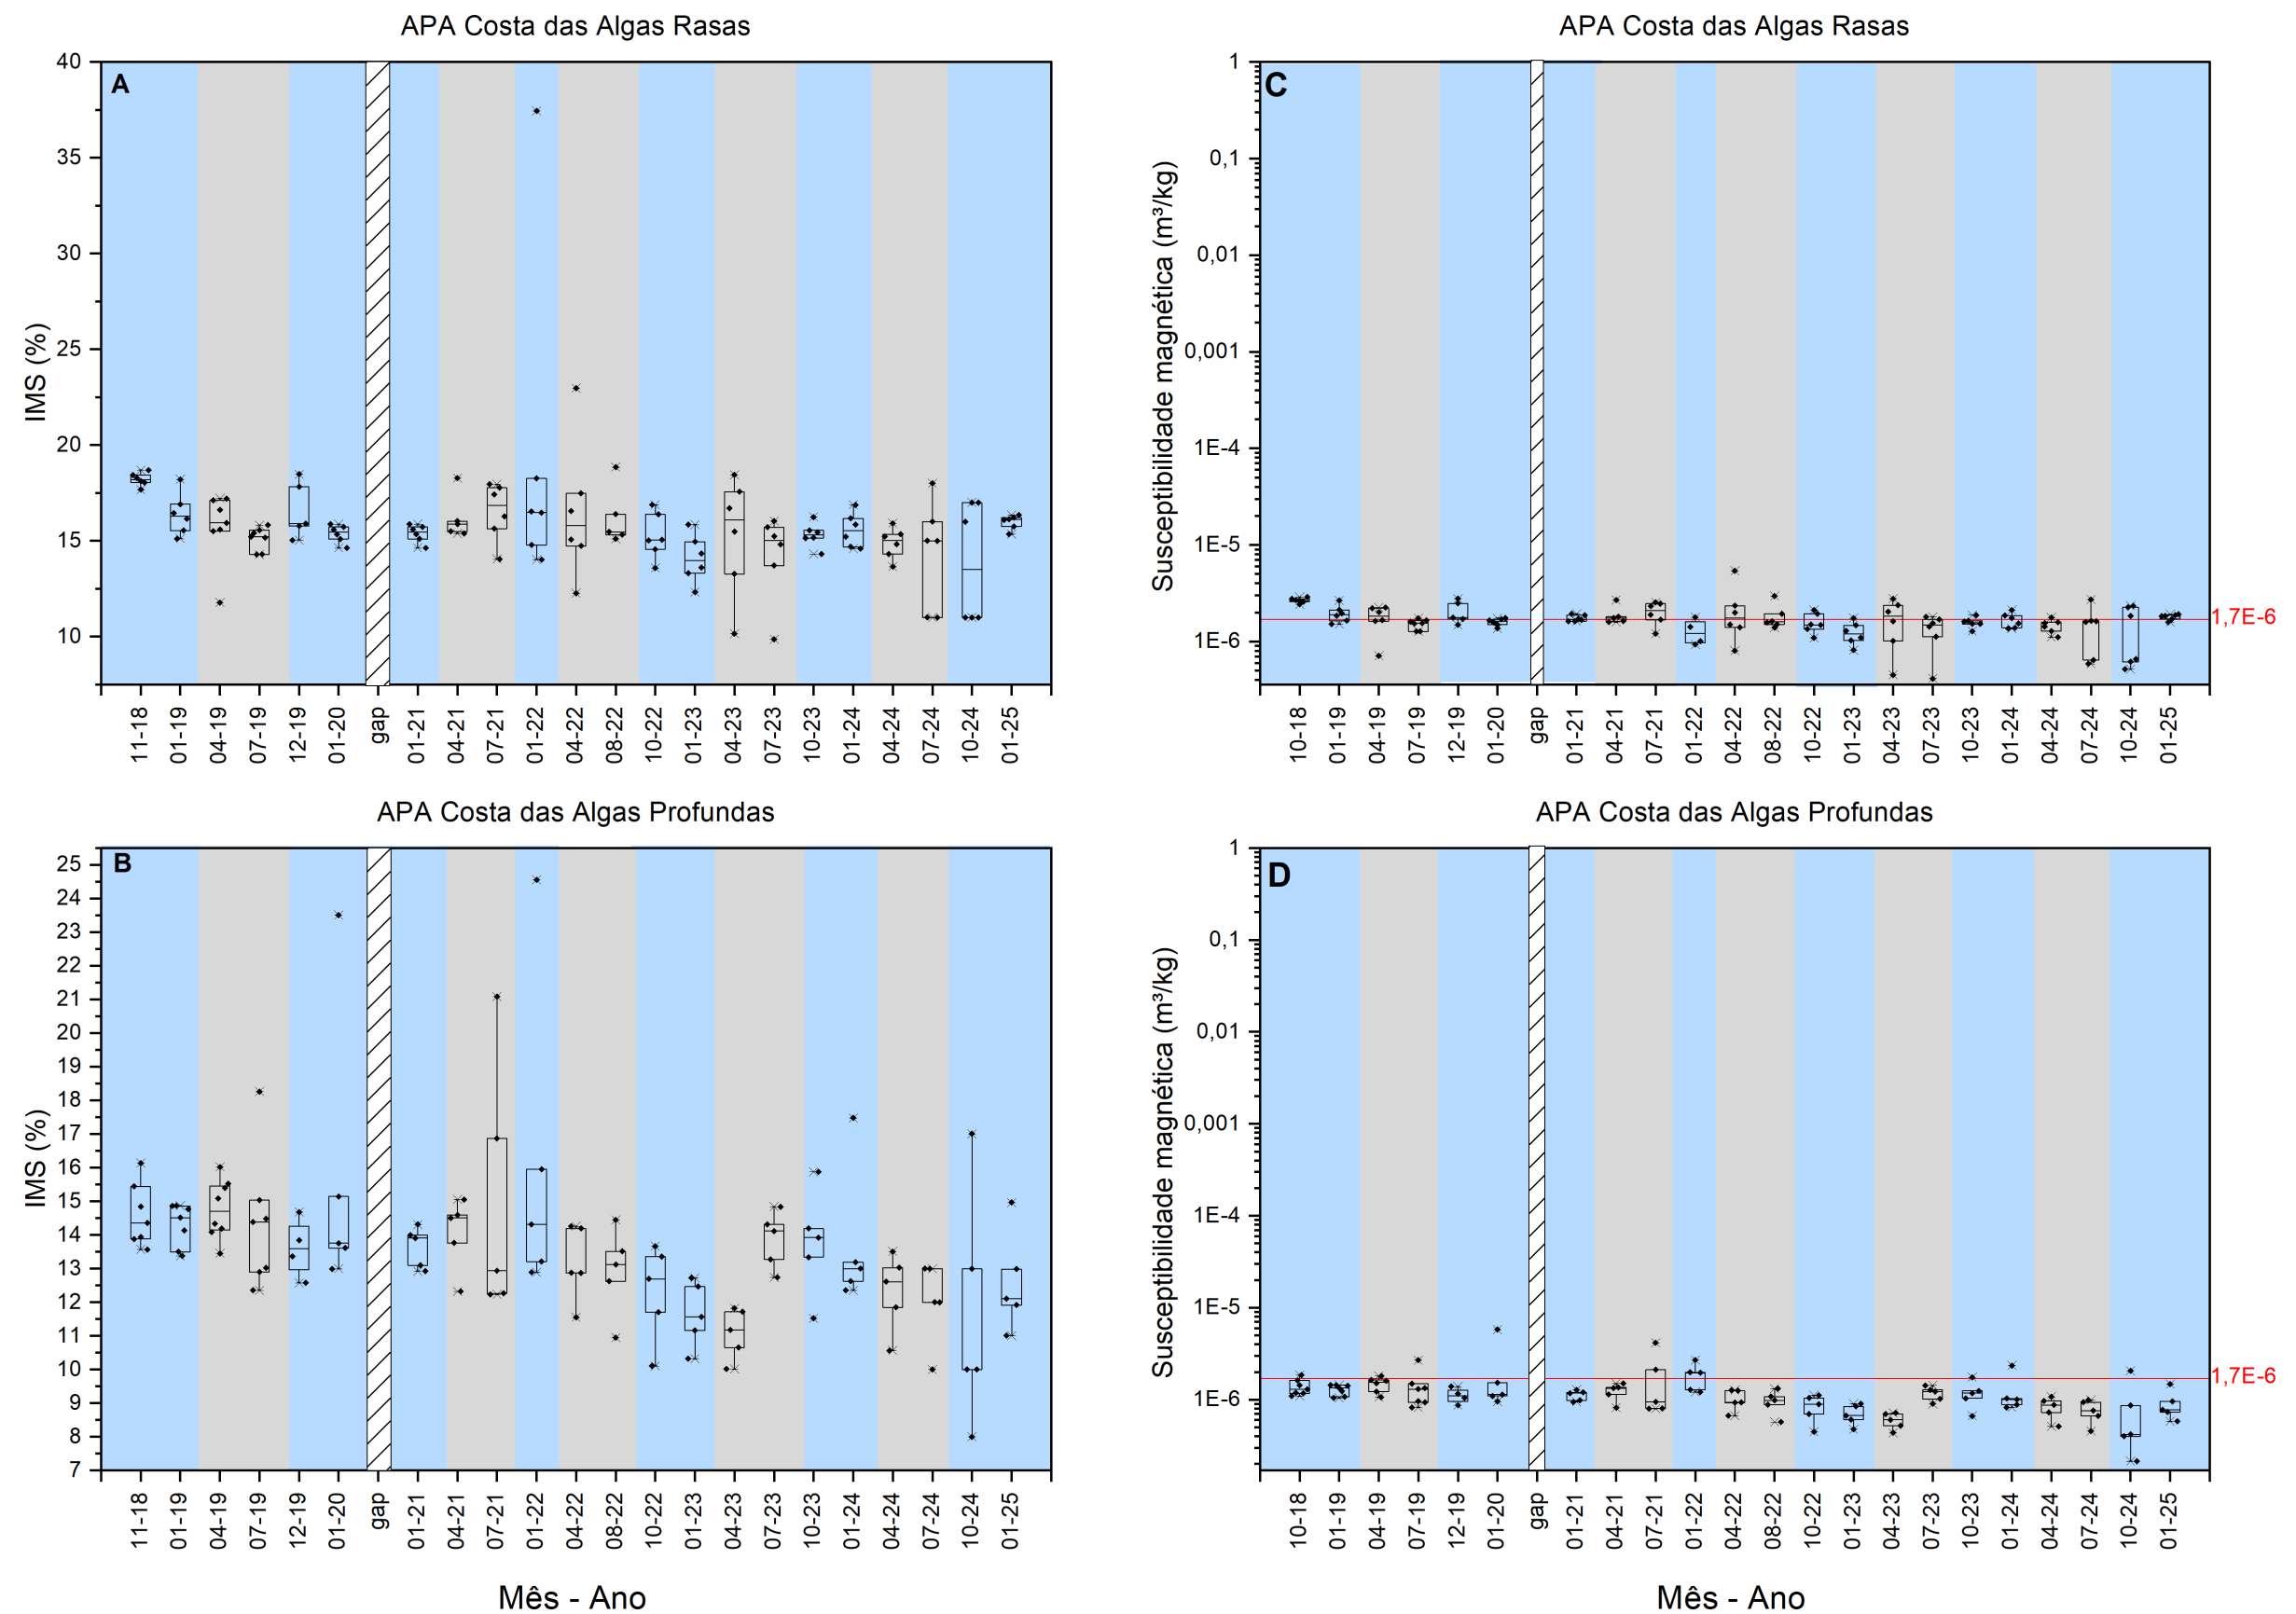 APA Costa das Algas Rasas
A
IMS (%)
40
35
30
25
20
15
10
11-18 01-19 04-19 07-19 12-19 01-20 gap 01-21 04-21 07-21 01-22 04-22 08-22 10-22 01-23 04-23 07-23 10-23 01-24 04-24 07-24 10-24 01-25
APA Costa das Algas Rasas
C
Susceptibilidade magnética (m³/kg)
1
0,1
0,01
0,001
1E-4
1E-5
1E-6
1,7E-6
10-18 01-19 04-19 07-19 12-19 01-20 gap 01-21 04-21 07-21 01-22 04-22 08-22 10-22 01-23 04-23 07-23 10-23 01-24 04-24 07-24 10-24 01-25
APA Costa das Algas Profundas
B
IMS (%)
25
24
23
22
21
20
19
18
17
16
15
14
13
12
11
10
9
8
7
11-18 01-19 04-19 07-19 12-19 01-20 gap 01-21 04-21 07-21 01-22 04-22 08-22 10-22 01-23 04-23 07-23 10-23 01-24 04-24 07-24 10-24 01-25
Mês - Ano
APA Costa das Algas Profundas
D
Susceptibilidade magnética (m³/kg)
1
0,1
0,01
0,001
1E-4
1E-5
1E-6
1,7E-6
10-18 01-19 04-19 07-19 12-19 01-20 gap 01-21 04-21 07-21 01-22 04-22 08-22 10-22 01-23 04-23 07-23 10-23 01-24 04-24 07-24 10-24 01-25
Mês - Ano